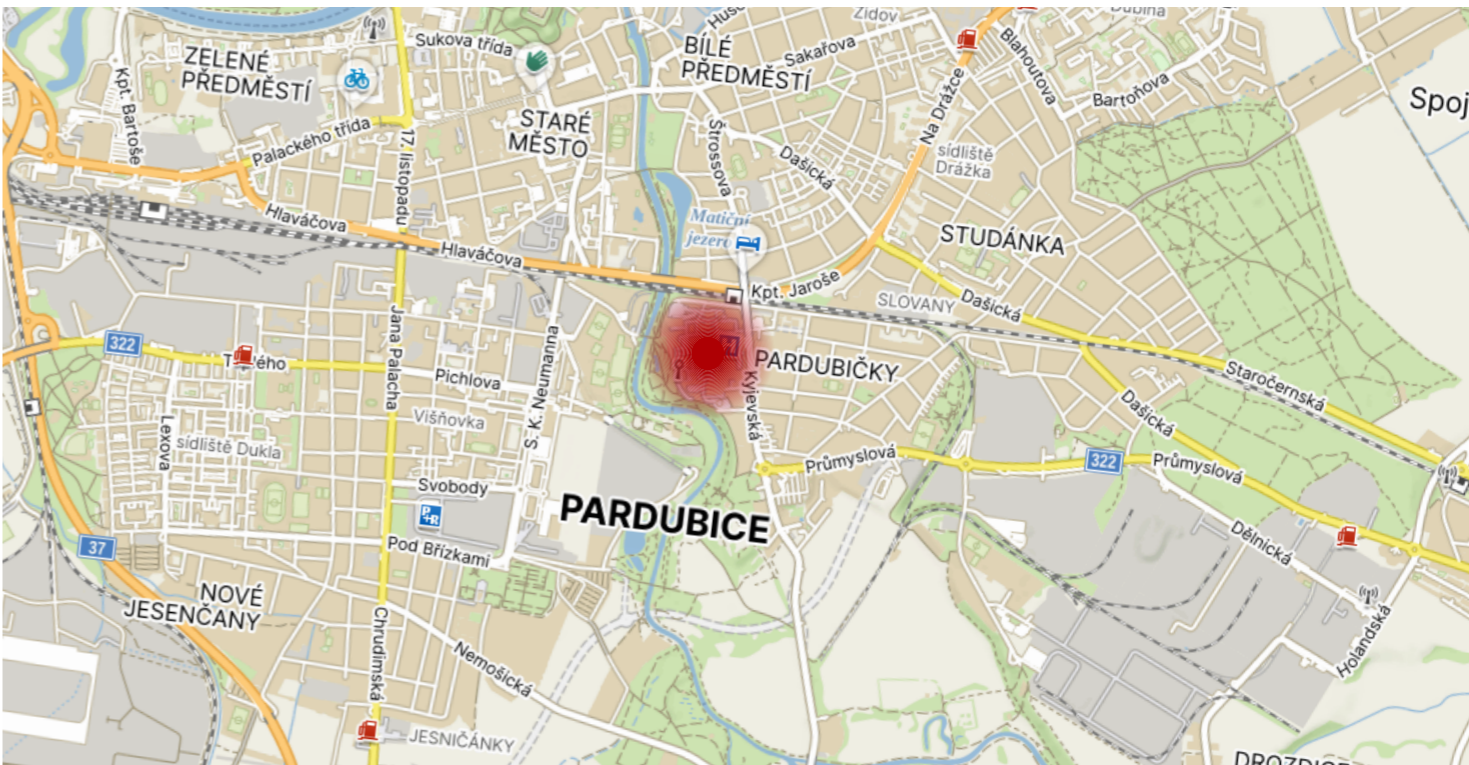 Husova
Židov
Dubina
Sukova třída
ZELENÉ
PŘEDMĚSTÍ
BÍLÉ
PŘEDMĚSTÍ
Sakařova
Blahoutova
Kpt. Bartoše
Na Drážce
Bartoňova
Spoj
STARÉ
MĚSTO
Palackého třída
17. listopadu
Štrossova
Dašická
sídliště
Drážka
Hlaváčova
Matiční
jezero
STUDÁNKA
Hlaváčova
Kpt. Jaroše
SLOVANY
Dašická
322
Jana Palacha
Pichlova
S. K. Neumanna
H
PARDUBIČKY
Kyjevská
Staročernská
Dašická
Lexova
sídliště Dukla
Višňovka
Průmyslová
322
Průmyslová
Svobody
P+R
PARDUBICE
Dělnická
37
Pod Břízkami
NOVÉ
JESENČANY
Chrudimská
Nemošická
Holandská
JESNIČÁNKY